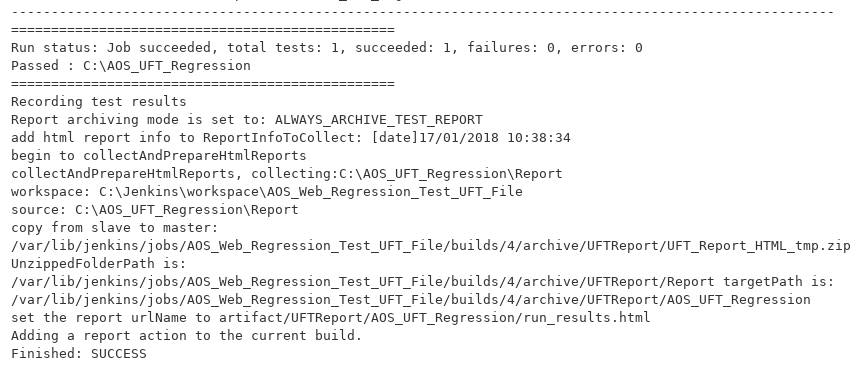 --------------------------------------------------------------------------------------------------------
================================================
Run status: Job succeeded, total tests: 1, succeeded: 1, failures: 0, errors: 0
Passed : C:\AOS_UFT_Regression
================================================
Recording test results
Report archiving mode is set to: ALWAYS_ARCHIVE_TEST_REPORT
add html report info to ReportInfoToCollect: [date]17/01/2018 10:38:34
begin to collectAndPrepareHtmlReports
collectAndPrepareHtmlReports, collecting:C:\AOS_UFT_Regression\Report
workspace: C:\Jenkins\workspace\AOS_Web_Regression_Test_UFT_File
source: C:\AOS_UFT_Regression\Report
copy from slave to master:
/var/lib/jenkins/jobs/AOS_Web_Regression_Test_UFT_File/builds/4/archive/UFTReport/UFT_Report_HTML_tmp.zip
UnzippedFolderPath is:
/var/lib/jenkins/jobs/AOS_Web_Regression_Test_UFT_File/builds/4/archive/UFTReport/Report targetPath is:
/var/lib/jenkins/jobs/AOS_Web_Regression_Test_UFT_File/builds/4/archive/UFTReport/AOS_UFT_Regression
set the report urlName to artifact/UFTReport/AOS_UFT_Regression/run_results.html
Adding a report action to the current build.
Finished: SUCCESS